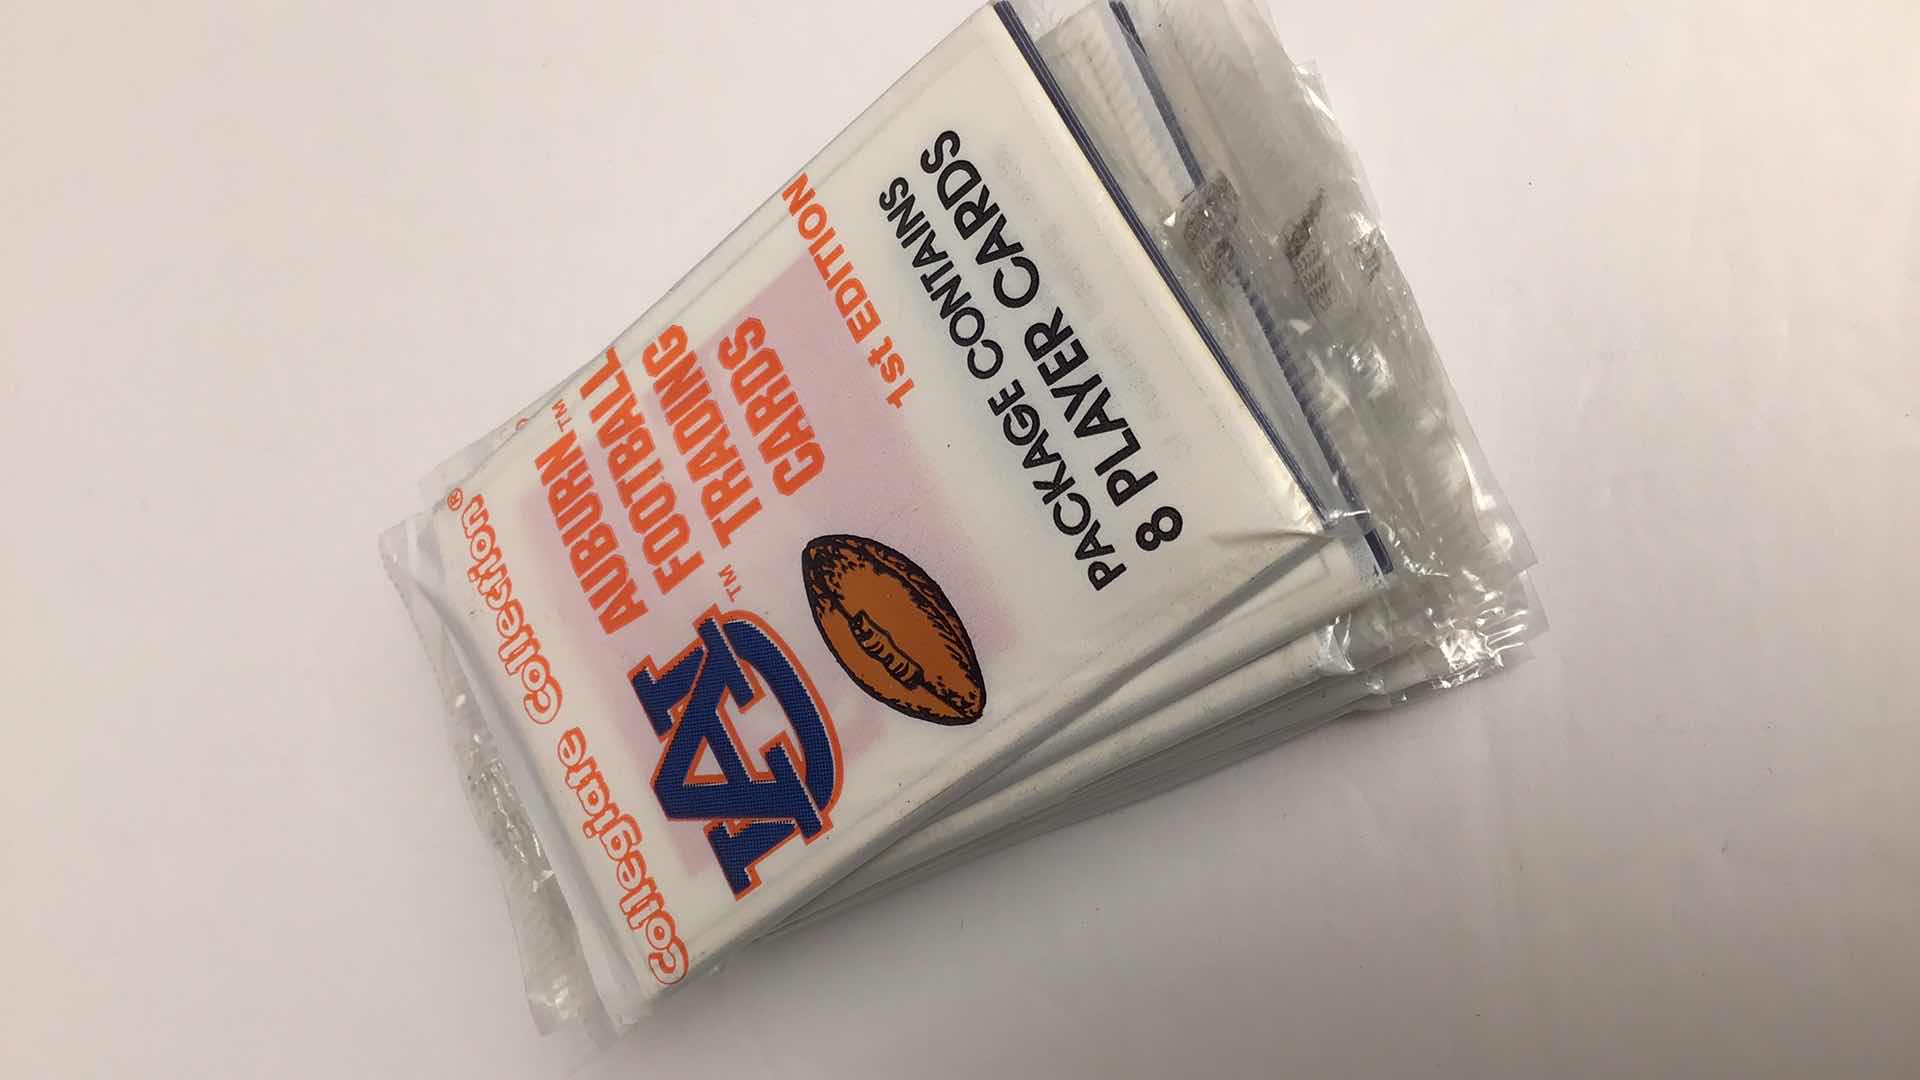 Collegiate Collection®
AUBURN™
FOOTBALL
TRADING
CARDS
AU™
1st EDITION
PACKAGE CONTAINS
8 PLAYER CARDS